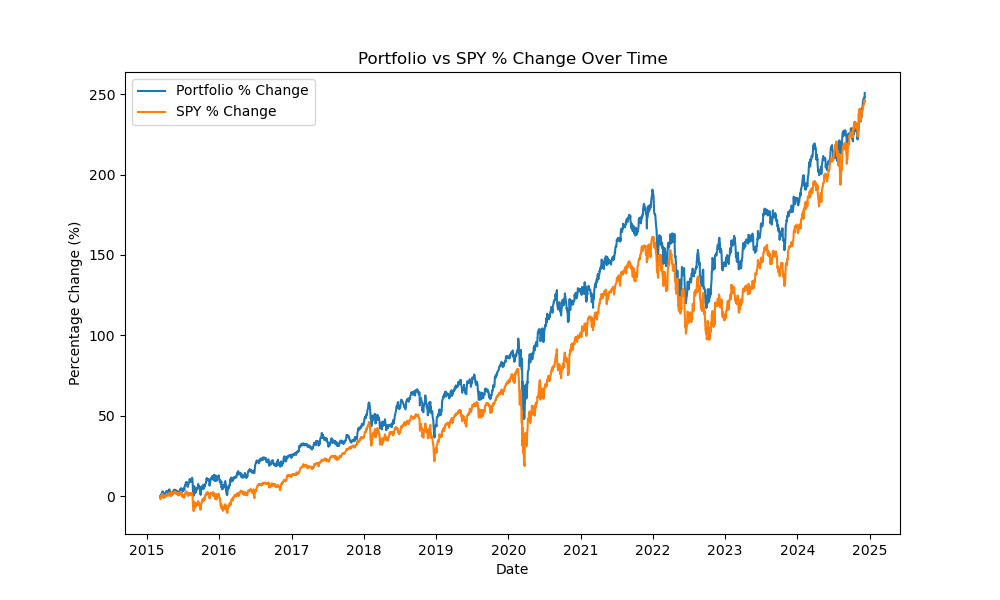 Portfolio vs SPY % Change Over Time
Portfolio % Change
SPY % Change
250
200
150
100
50
0
Percentage Change (%)
2015 2016 2017 2018 2019 2020 2021 2022 2023 2024 2025
Date